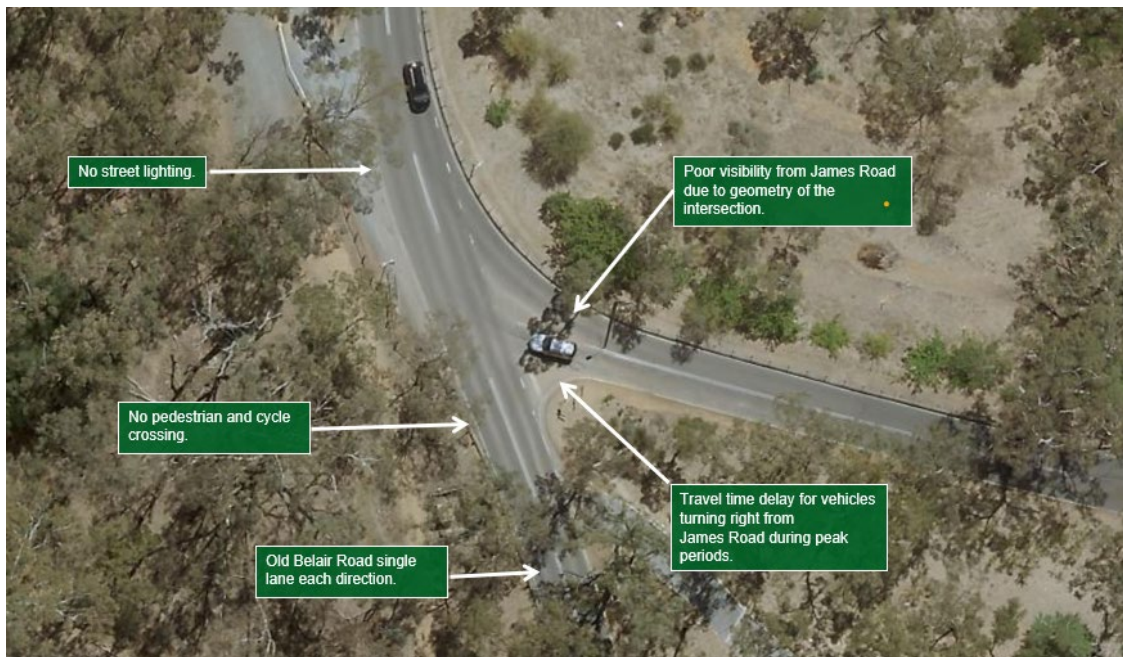 No street lighting.
Poor visibility from James Road
due to geometry of the
intersection.
No pedestrian and cycle
crossing.
Travel time delay for vehicles
turning right from
James Road during peak
periods.
Old Belair Road single
lane each direction.